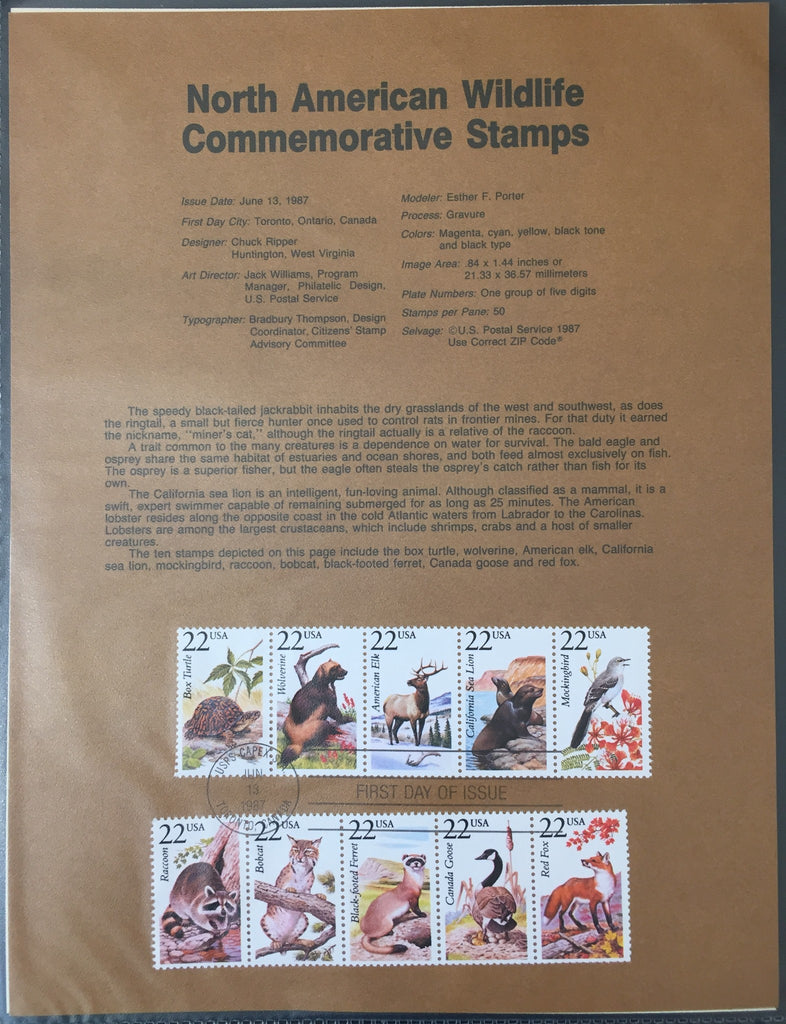 North American Wildlife
Commemorative Stamps
Issue Date: June 13, 1987
First Day City: Toronto, Ontario, Canada
Designer: Chuck Ripper
Huntington, West Virginia
Art Director: Jack Williams, Program
Manager, Philatelic Design,
U.S. Postal Service
Typographer: Bradbury Thompson, Design
Coordinator, Citizens' Stamp
Advisory Committee
Modeler: Esther F. Porter
Process: Gravure
Colors: Magenta, cyan, yellow, black tone
and black type
Image Area: .84 x 1.44 inches or
21.33 x 36.57 millimeters
Plate Numbers: One group of five digits
Stamps per Pane: 50
Selvage: ©U.S. Postal Service 1987
Use Correct ZIP Code®
The speedy black-tailed jackrabbit inhabits the dry grasslands of the west and southwest, as does
the ringtail, a small but fierce hunter once used to control rats in frontier mines. For that duty it earned
the nickname, "miner's cat," although the ringtail actually is a relative of the raccoon.
A trait common to the many creatures is a dependence on water for survival. The bald eagle and
osprey share the same habitat of estuaries and ocean shores, and both feed almost exclusively on fish.
The osprey is a superior fisher, but the eagle often steals the osprey's catch rather than fish for its
own.
The California sea lion is an intelligent, fun-loving animal. Although classified as a mammal, it is a
swift, expert swimmer capable of remaining submerged for as long as 25 minutes. The American
lobster resides along the opposite coast in the cold Atlantic waters from Labrador to the Carolinas.
Lobsters are among the largest crustaceans, which include shrimps, crabs and a host of smaller
creatures.
The ten stamps depicted on this page include the box turtle, wolverine, American elk, California
sea lion, mockingbird, raccoon, bobcat, black-footed ferret, Canada goose and red fox.
22 USA
Box Turtle
22 USA
Wolverine
22 USA
American Elk
22 USA
California Sea Lion
22 USA
Mockingbird
USPS CAPEX
JUN
13
1987
TORONTO, CANADA
FIRST DAY OF ISSUE
22 USA
Raccoon
22 USA
Bobcat
22 USA
Black-footed Ferret
22 USA
Canada Goose
22 USA
Red Fox